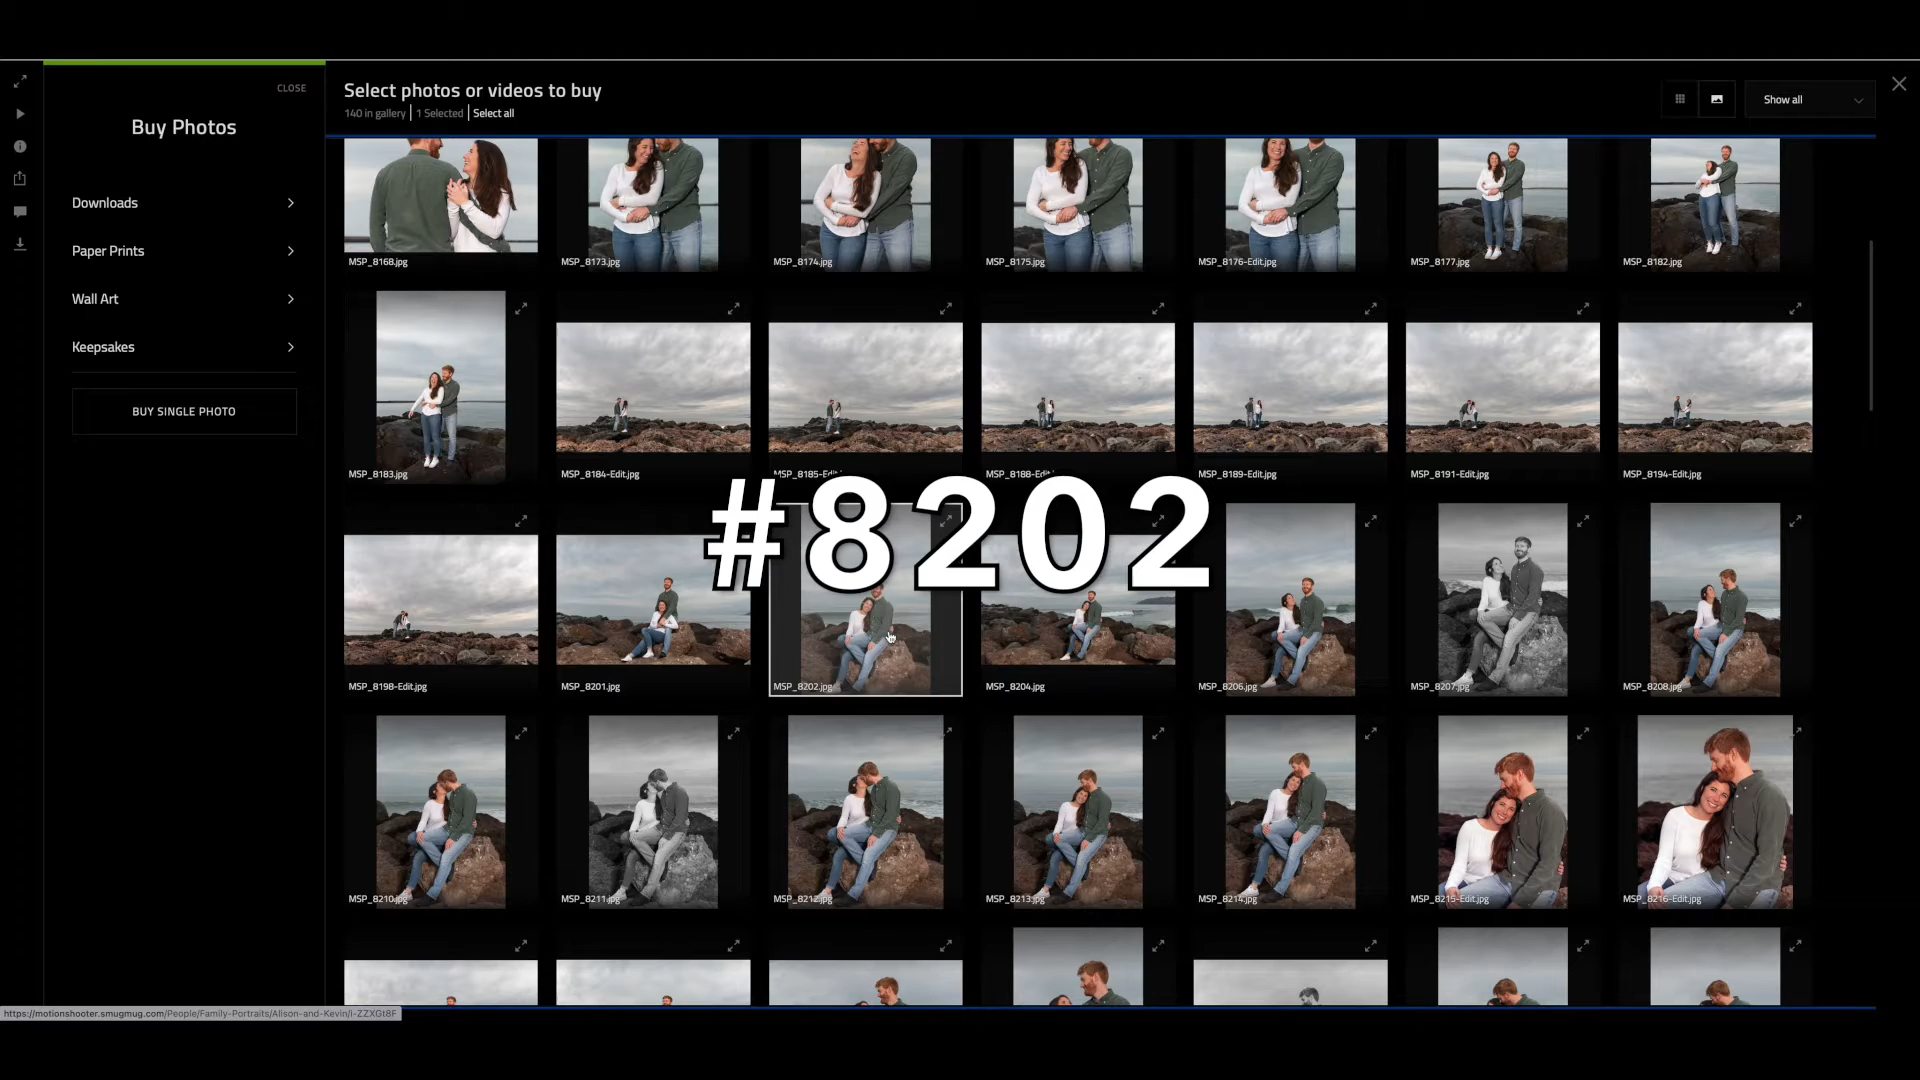 CLOSE
Buy Photos
Downloads
Paper Prints
Wall Art
Keepsakes
BUY SINGLE PHOTO
Select photos or videos to buy
140 in gallery | 1 Selected | Select all
Show all
MSP_8168.jpg
MSP_8173.jpg
MSP_8174.jpg
MSP_8175.jpg
MSP_8176-Edit.jpg
MSP_8177.jpg
MSP_8182.jpg
MSP_8183.jpg
MSP_8184-Edit.jpg
MSP_8185-Edit.
MSP_8188-Edit.
MSP_8189-Edit.jpg
MSP_8191-Edit.jpg
MSP_8194-Edit.jpg
#8202
MSP_8198-Edit.jpg
MSP_8201.jpg
MSP_8202.jpg
MSP_8204.jpg
MSP_8206.jpg
MSP_8207.jpg
MSP_8208.jpg
MSP_8210.jpg
MSP_8211.jpg
MSP_8212.jpg
MSP_8213.jpg
MSP_8214.jpg
MSP_8215-Edit.jpg
MSP_8216-Edit.jpg
https://motionshooter.smugmug.com/People/Family-Portraits/Alison-and-Kevin/i-ZZXGt8F